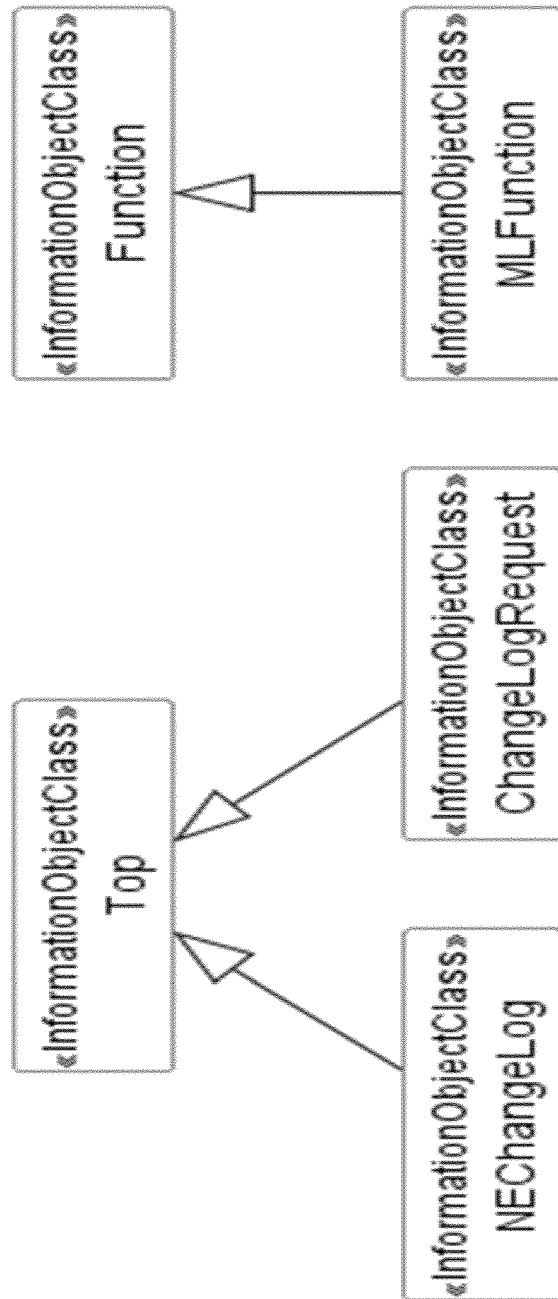 «InformationObjectClass»
Top
«InformationObjectClass»
Function
«InformationObjectClass»
NEChangeLog
«InformationObjectClass»
ChangeLogRequest
«InformationObjectClass»
MLFunction